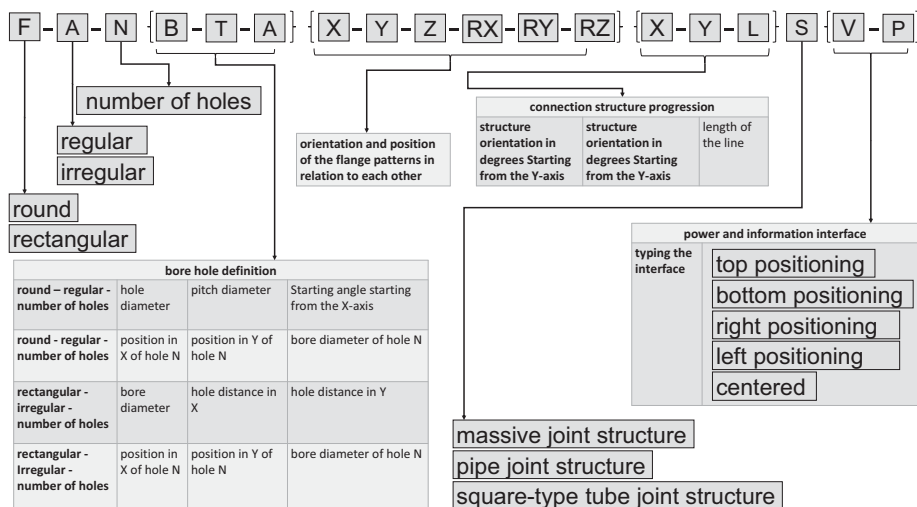 F - A - N { B - T - A } { X - Y - Z - RX - RY - RZ } { X - Y - L } S { V - P }
number of holes
regular
irregular
round
rectangular
orientation and position
of the flange patterns in
relation to each other
connection structure progression
structure
orientation in
degrees Starting
from the Y-axis
structure
orientation in
degrees Starting
from the Y-axis
length of
the line
bore hole definition
round – regular -
number of holes
hole
diameter
pitch diameter
Starting angle starting
from the X-axis
round - regular -
number of holes
position in
X of hole N
position in Y of
hole N
bore diameter of hole N
rectangular -
irregular -
number of holes
bore
diameter
hole distance in
X
hole distance in Y
rectangular -
Irregular -
number of holes
position in
X of hole N
position in Y of
hole N
bore diameter of hole N
power and information interface
typing the
interface
top positioning
bottom positioning
right positioning
left positioning
centered
massive joint structure
pipe joint structure
square-type tube joint structure